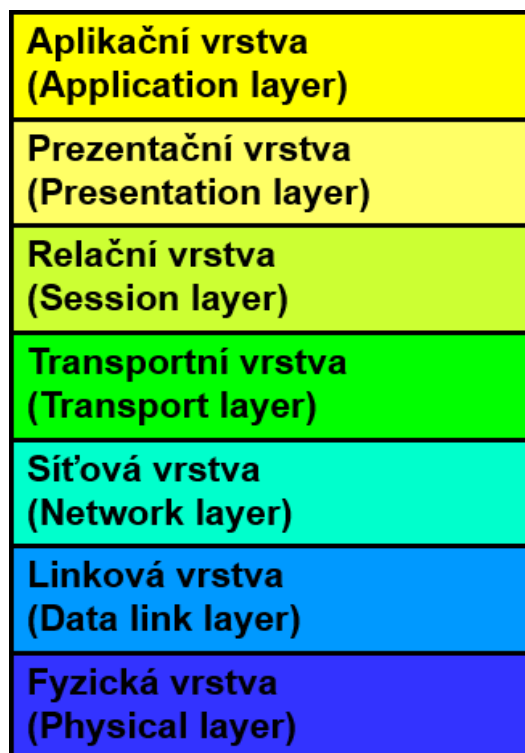 Aplikační vrstva
(Application layer)
Prezentační vrstva
(Presentation layer)
Relační vrstva
(Session layer)
Transportní vrstva
(Transport layer)
Síťová vrstva
(Network layer)
Linková vrstva
(Data link layer)
Fyzická vrstva
(Physical layer)